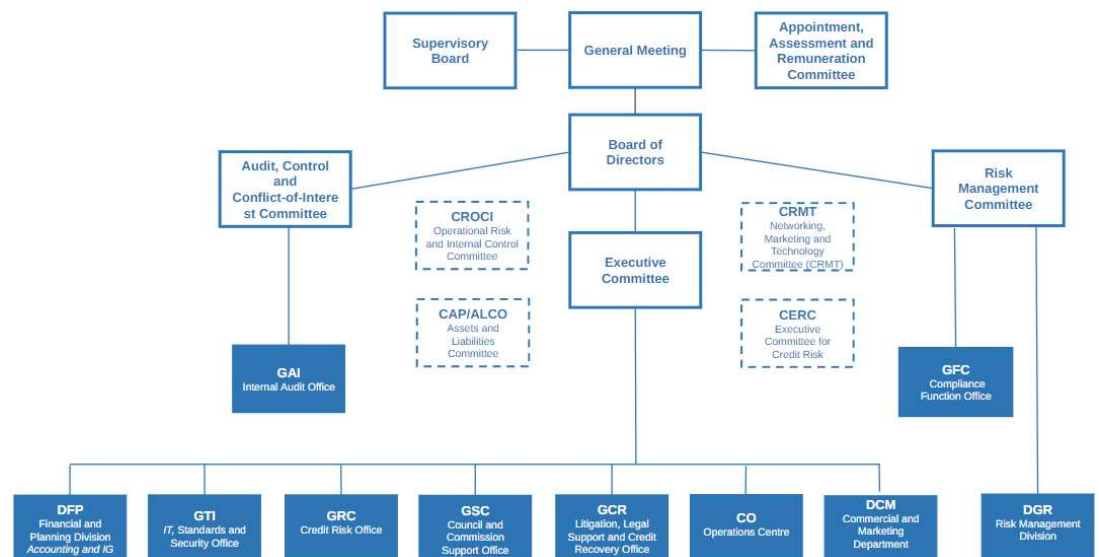 Supervisory
Board
General Meeting
Appointment,
Assessment and
Remuneration
Committee
Board of
Directors
Audit, Control
and
Conflict-of-Intere
st Committee
Risk
Management
Committee
CROCI
Operational Risk
and Internal Control
Committee
CRMT
Networking,
Marketing and
Technology
Committee (CRMT)
Executive
Committee
CAP/ALCO
Assets and
Liabilities
Committee
CERC
Executive
Committee for
Credit Risk
GAI
Internal Audit Office
GFC
Compliance
Function Office
DFP
Financial and
Planning Division
Accounting and IG
GTI
IT, Standards and
Security Office
GRC
Credit Risk Office
GSC
Council and
Commission
Support Office
GCR
Litigation, Legal
Support and Credit
Recovery Office
CO
Operations Centre
DCM
Commercial and
Marketing
Department
DGR
Risk Management
Division